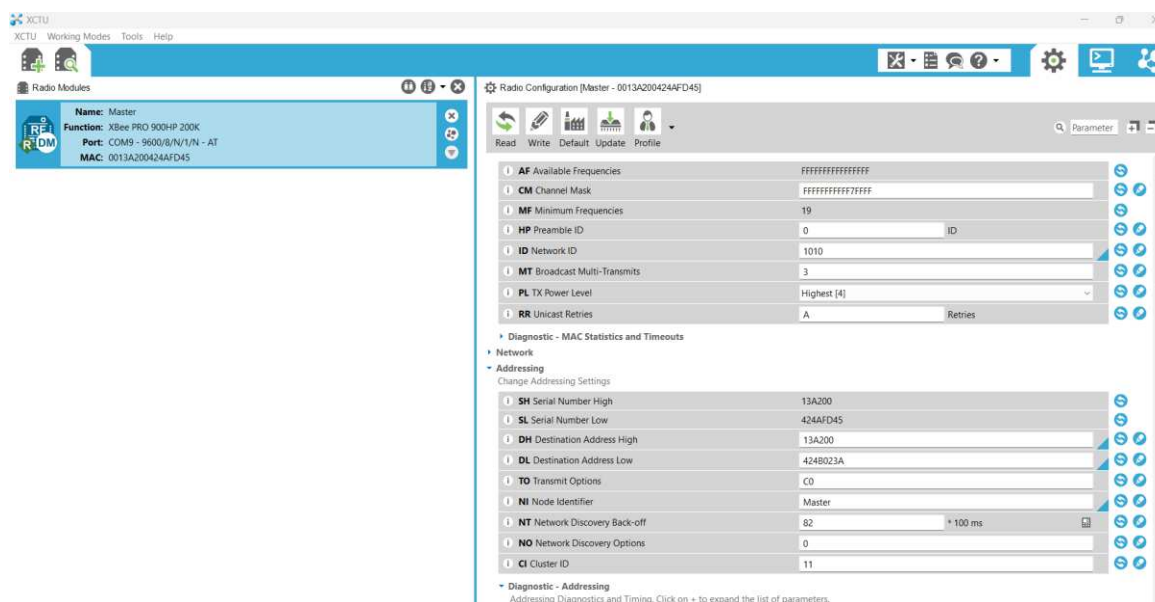 XCTU
XCTU Working Modes Tools Help
Radio Modules
Name: Master
Function: XBee PRO 900HP 200K
Port: COM9 - 9600/8/N/1/N - AT
MAC: 0013A200424AFD45
Radio Configuration [Master - 0013A200424AFD45]
Read Write Default Update Profile
Parameter
i AF Available Frequencies FFFFFFFFFFFFFFFF
i CM Channel Mask FFFFFFFFFFF7FFFF
i MF Minimum Frequencies 19
i HP Preamble ID 0 ID
i ID Network ID 1010
i MT Broadcast Multi-Transmits 3
i PL TX Power Level Highest [4]
i RR Unicast Retries A Retries
Diagnostic - MAC Statistics and Timeouts
Network
Addressing
Change Addressing Settings
i SH Serial Number High 13A200
i SL Serial Number Low 424AFD45
i DH Destination Address High 13A200
i DL Destination Address Low 424B023A
i TO Transmit Options C0
i NI Node Identifier Master
i NT Network Discovery Back-off 82 * 100 ms
i NO Network Discovery Options 0
i CI Cluster ID 11
Diagnostic - Addressing
Addressing Diagnostics and Timing. Click on + to expand the list of parameters.